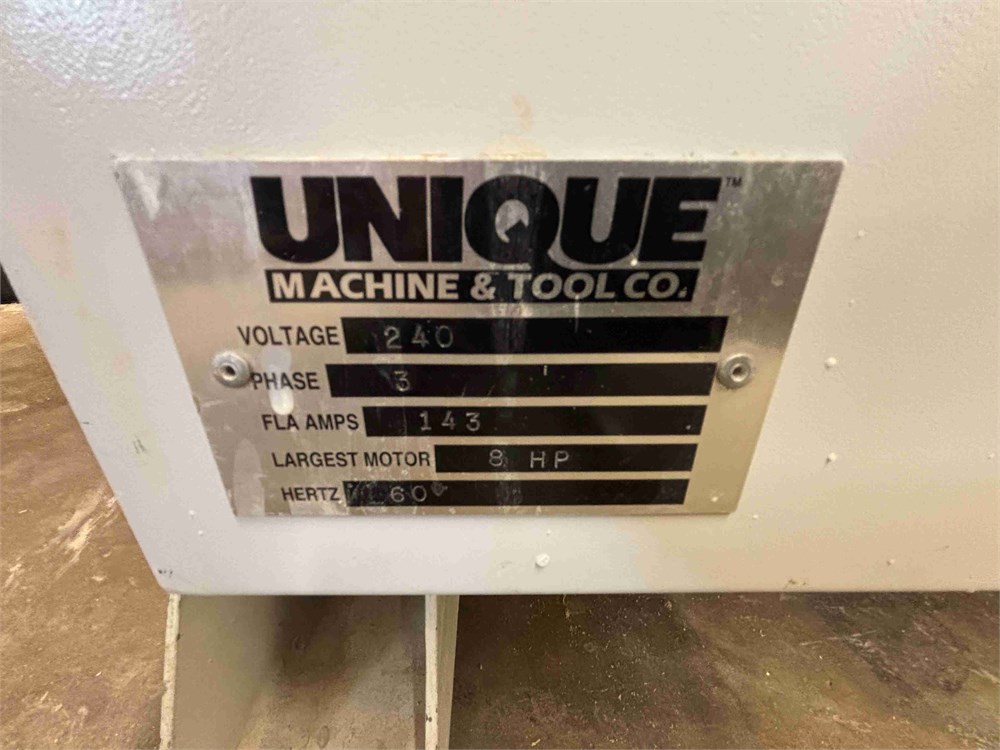 UNIQUE™
MACHINE & TOOL CO.
VOLTAGE 240
PHASE 3
FLA AMPS 143
LARGEST MOTOR 8 HP
HERTZ 60